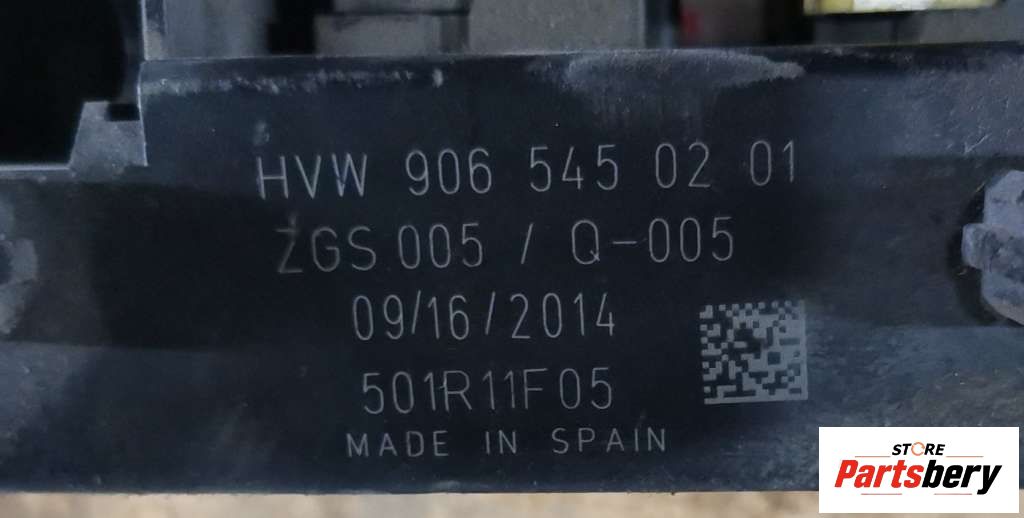 HVW 906 545 02 01
ZGS 005 / Q-005
09/16/2014
501R11F05
MADE IN SPAIN
STORE
Partsbery